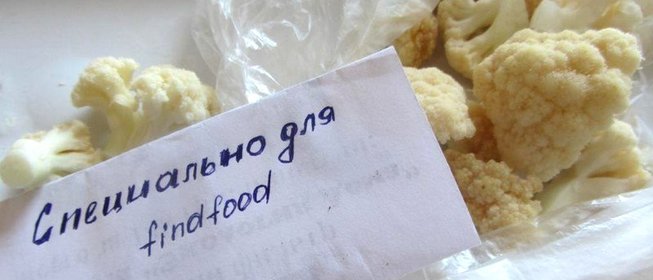 Специально для
findfood